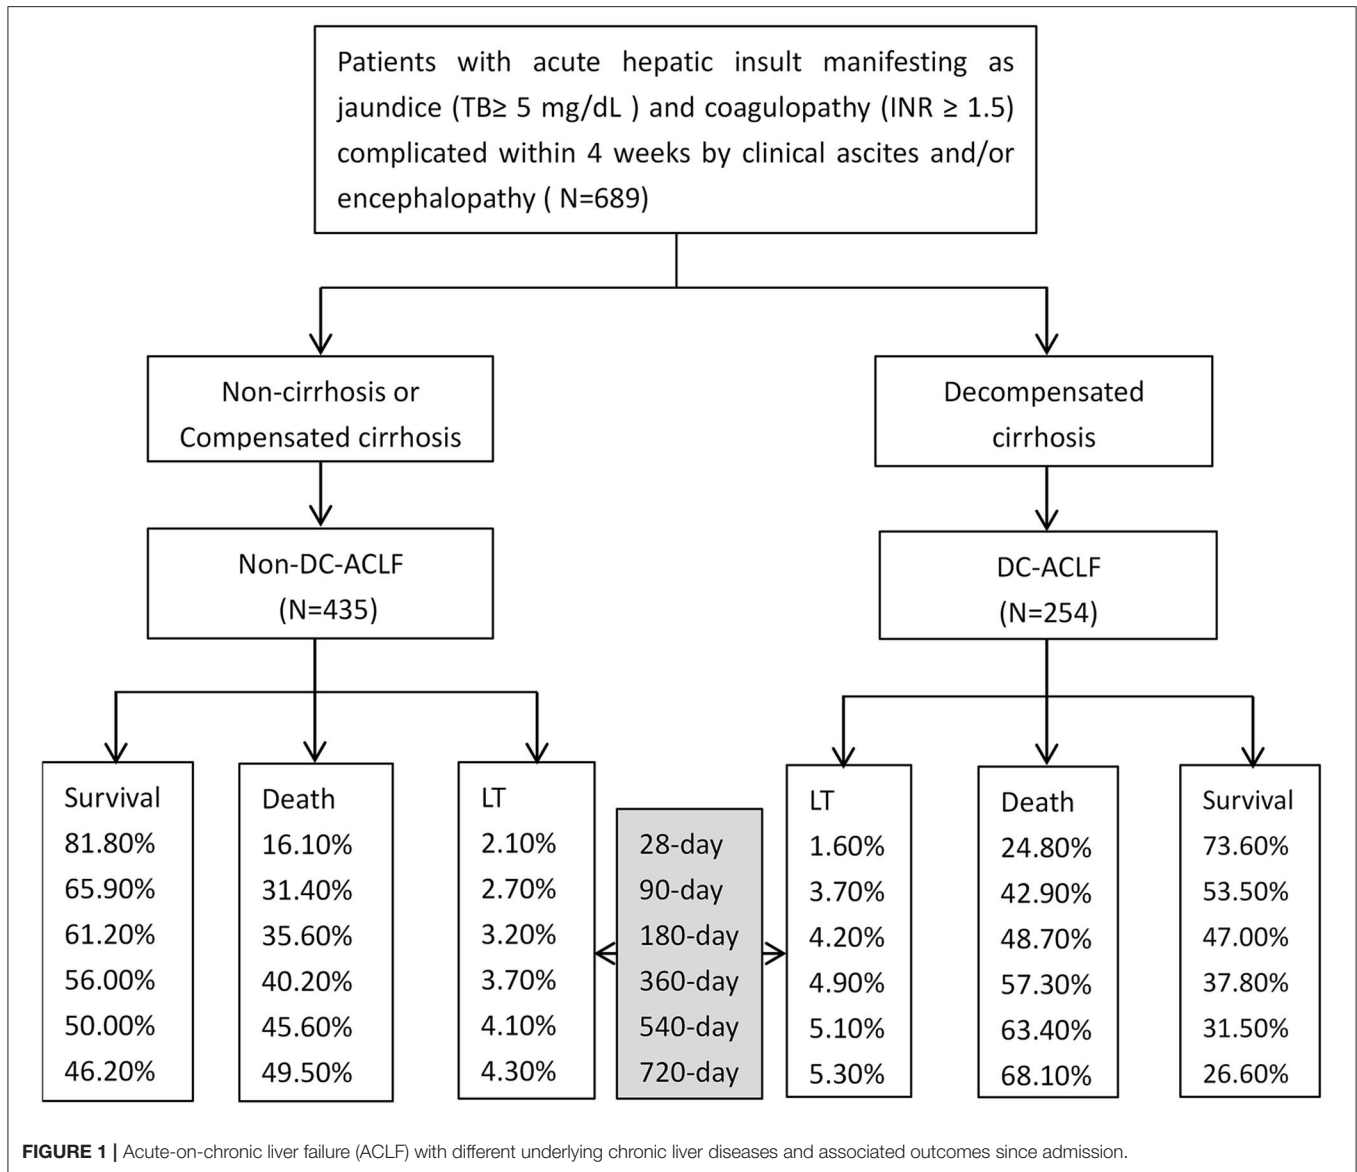 Patients with acute hepatic insult manifesting as
jaundice (TB≥ 5 mg/dL ) and coagulopathy (INR ≥ 1.5)
complicated within 4 weeks by clinical ascites and/or
encephalopathy ( N=689)
Non-cirrhosis or
Compensated cirrhosis
Decompensated
cirrhosis
Non-DC-ACLF
(N=435)
DC-ACLF
(N=254)
Survival
81.80%
65.90%
61.20%
56.00%
50.00%
46.20%
Death
16.10%
31.40%
35.60%
40.20%
45.60%
49.50%
LT
2.10%
2.70%
3.20%
3.70%
4.10%
4.30%
28-day
90-day
180-day
360-day
540-day
720-day
LT
1.60%
3.70%
4.20%
4.90%
5.10%
5.30%
Death
24.80%
42.90%
48.70%
57.30%
63.40%
68.10%
Survival
73.60%
53.50%
47.00%
37.80%
31.50%
26.60%
FIGURE 1 | Acute-on-chronic liver failure (ACLF) with different underlying chronic liver diseases and associated outcomes since admission.